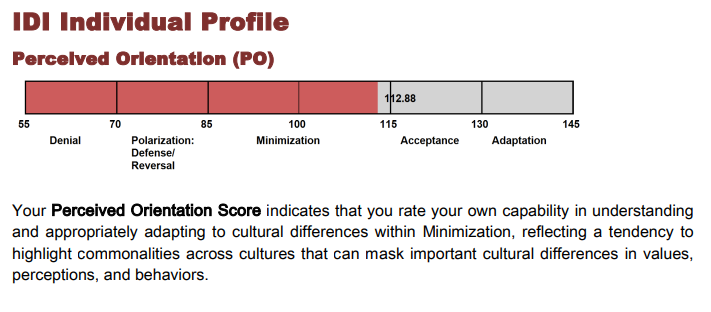 IDI Individual Profile
Perceived Orientation (PO)
112.88
55 70 85 100 115 130 145
Denial Polarization: Minimization Acceptance Adaptation
Defense/
Reversal
Your Perceived Orientation Score indicates that you rate your own capability in understanding
and appropriately adapting to cultural differences within Minimization, reflecting a tendency to
highlight commonalities across cultures that can mask important cultural differences in values,
perceptions, and behaviors.